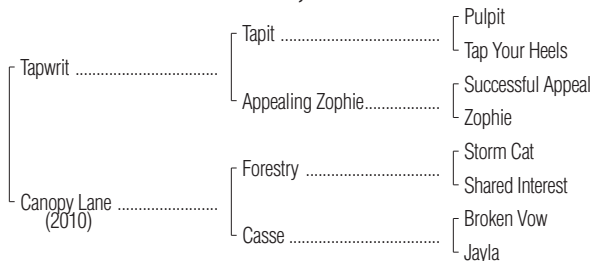 Pulpit
Tapit ........................................
Tap Your Heels
Tapwrit ...................................
Successful Appeal
Appealing Zophie...................
Zophie
Storm Cat
Forestry .................................
Shared Interest
Canopy Lane .........................
(2010)
Broken Vow
Casse .....................................
Jayla